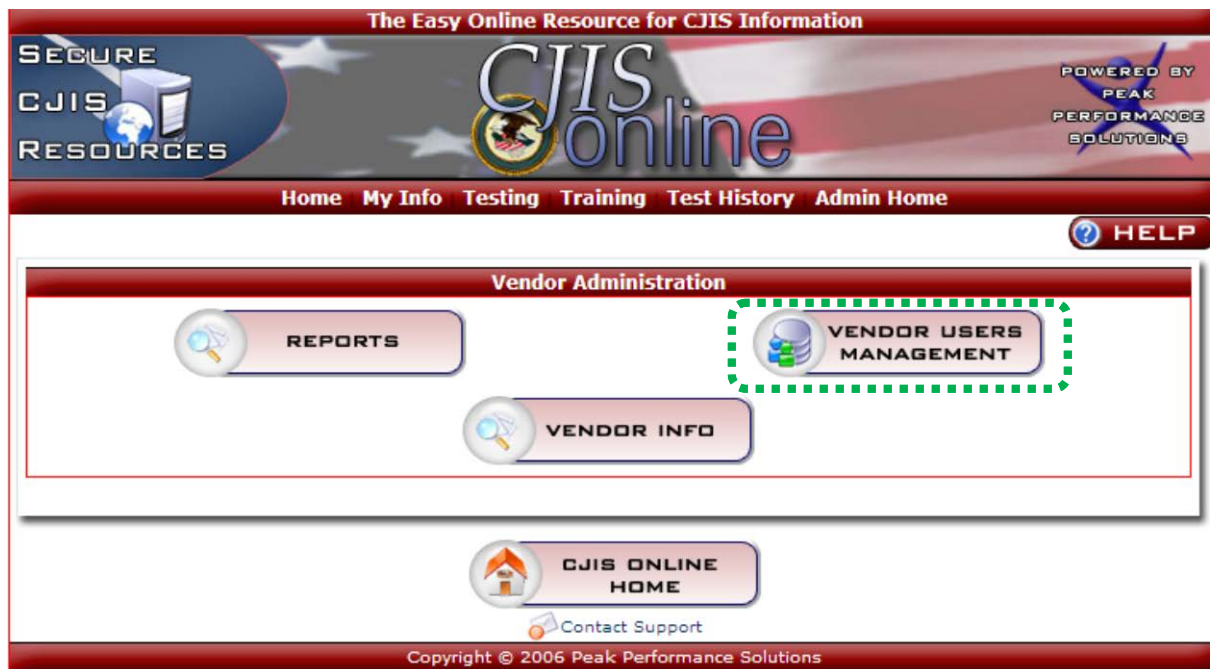 The Easy Online Resource for CJIS Information
SECURE
CJIS
RESOURCES
CJIS
online
POWERED BY
PEAK
PERFORMANCE
SOLUTIONS
Home My Info Testing Training Test History Admin Home
? HELP
Vendor Administration
REPORTS
VENDOR USERS
MANAGEMENT
VENDOR INFO
CJIS ONLINE
HOME
Contact Support
Copyright © 2006 Peak Performance Solutions